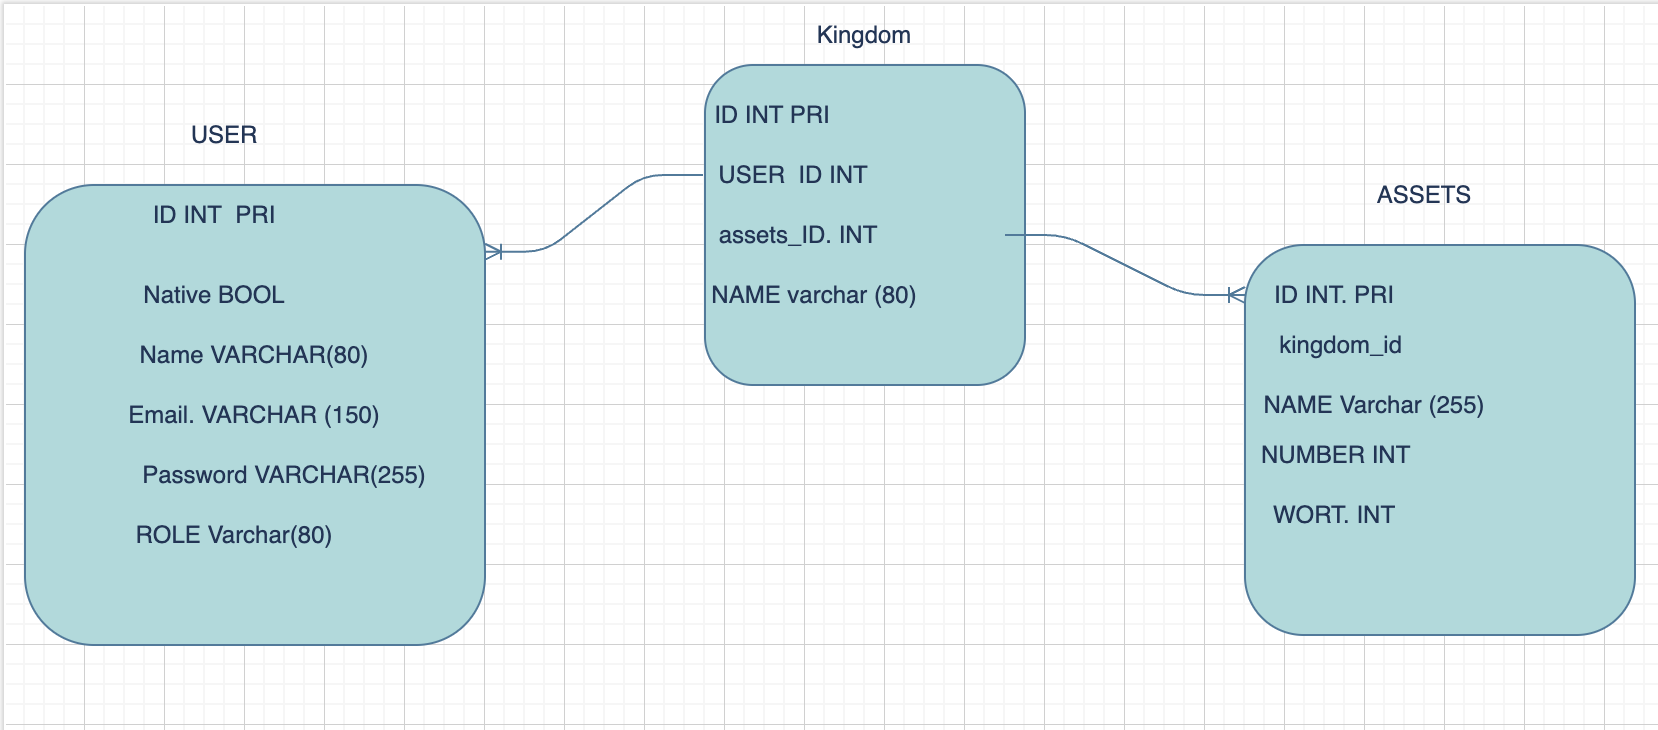 USER
ID INT  PRI
Native BOOL
Name VARCHAR(80)
Email. VARCHAR (150)
Password VARCHAR(255)
ROLE Varchar(80)
Kingdom
ID INT PRI
USER  ID INT
assets_ID. INT
NAME varchar (80)
ASSETS
ID INT. PRI
kingdom_id
NAME Varchar (255)
NUMBER INT
WORT. INT